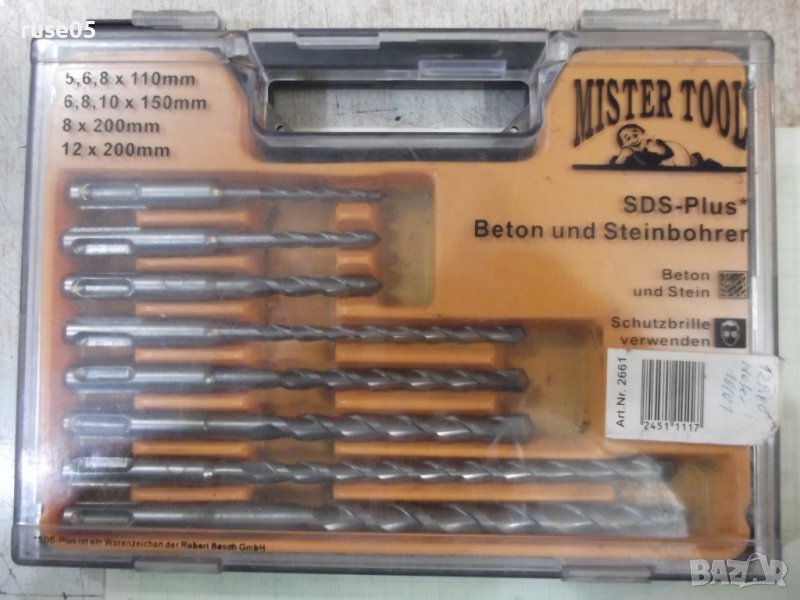 ruse05
5,6,8 x 110mm
6,8,10 x 150mm
8 x 200mm
12 x 200mm
MISTER TOOL
SDS-Plus*
Beton und Steinbohrer
Beton
und Stein
Schutzbrille
verwenden
Art.Nr. 2661
2451 1117
*SDS-Plus ist ein Warenzeichen der Robert Bosch GmbH
BAZAR